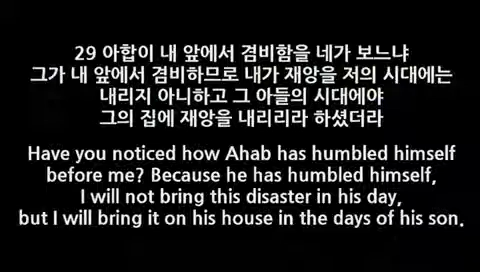 29 아합이 내 앞에서 겸비함을 네가 보느냐
그가 내 앞에서 겸비하므로 내가 재앙을 저의 시대에는
내리지 아니하고 그 아들의 시대에야
그의 집에 재앙을 내리리라 하셨더라
Have you noticed how Ahab has humbled himself
before me? Because he has humbled himself,
I will not bring this disaster in his day,
but I will bring it on his house in the days of his son.